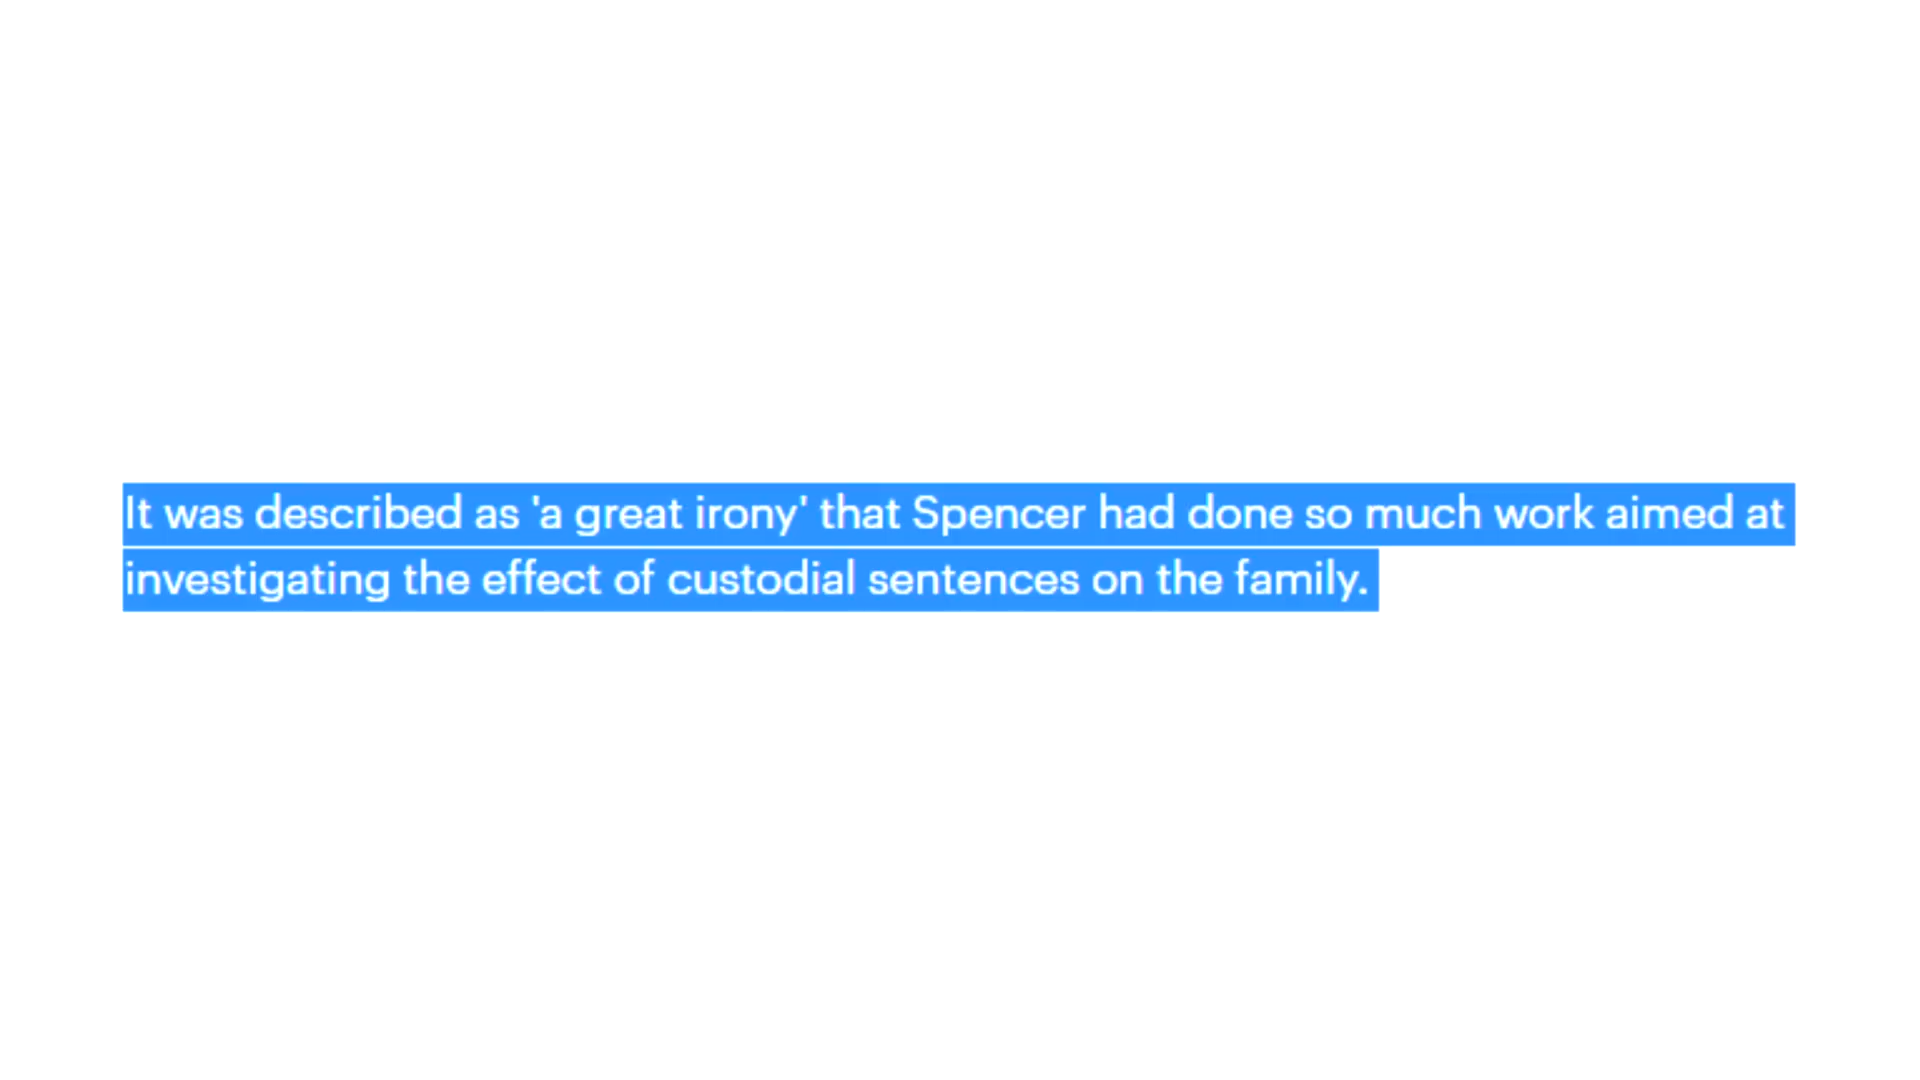 It was described as 'a great irony' that Spencer had done so much work aimed at
investigating the effect of custodial sentences on the family.